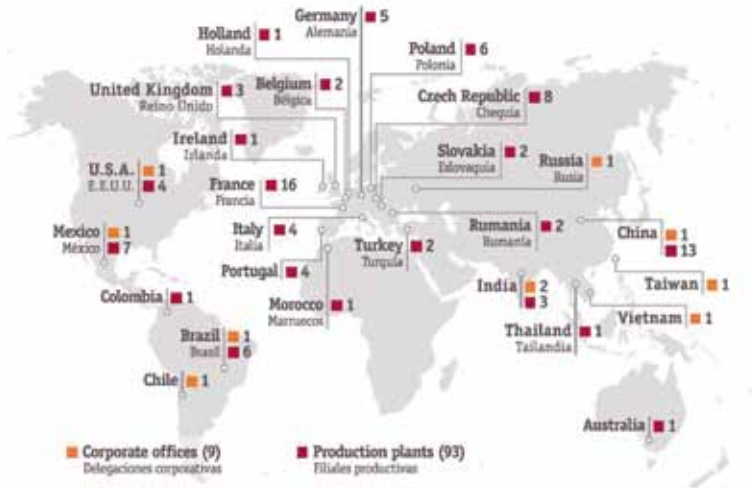 Germany 5
Alemania
Holland 1
Holanda
Poland 6
Polonia
United Kingdom 3
Reino Unido
Belgium 2
Bélgica
Czech Republic 8
Chequia
Ireland 1
Irlanda
Slovakia 2
Eslovaquia
Russia 1
Rusia
U.S.A. 1
E.E.U.U. 4
France 16
Francia
Mexico 1
México 7
Italy 4
Italia
Rumania 2
Rumanía
China 1
13
Turkey 2
Turquía
Portugal 4
Colombia 1
Morocco 1
Marruecos
India 2
3
Taiwan 1
Vietnam 1
Thailand 1
Tailandia
Brazil 1
Brasil 6
Chile 1
Australia 1
Corporate offices (9)
Delegaciones corporativas
Production plants (93)
Filiales productivas